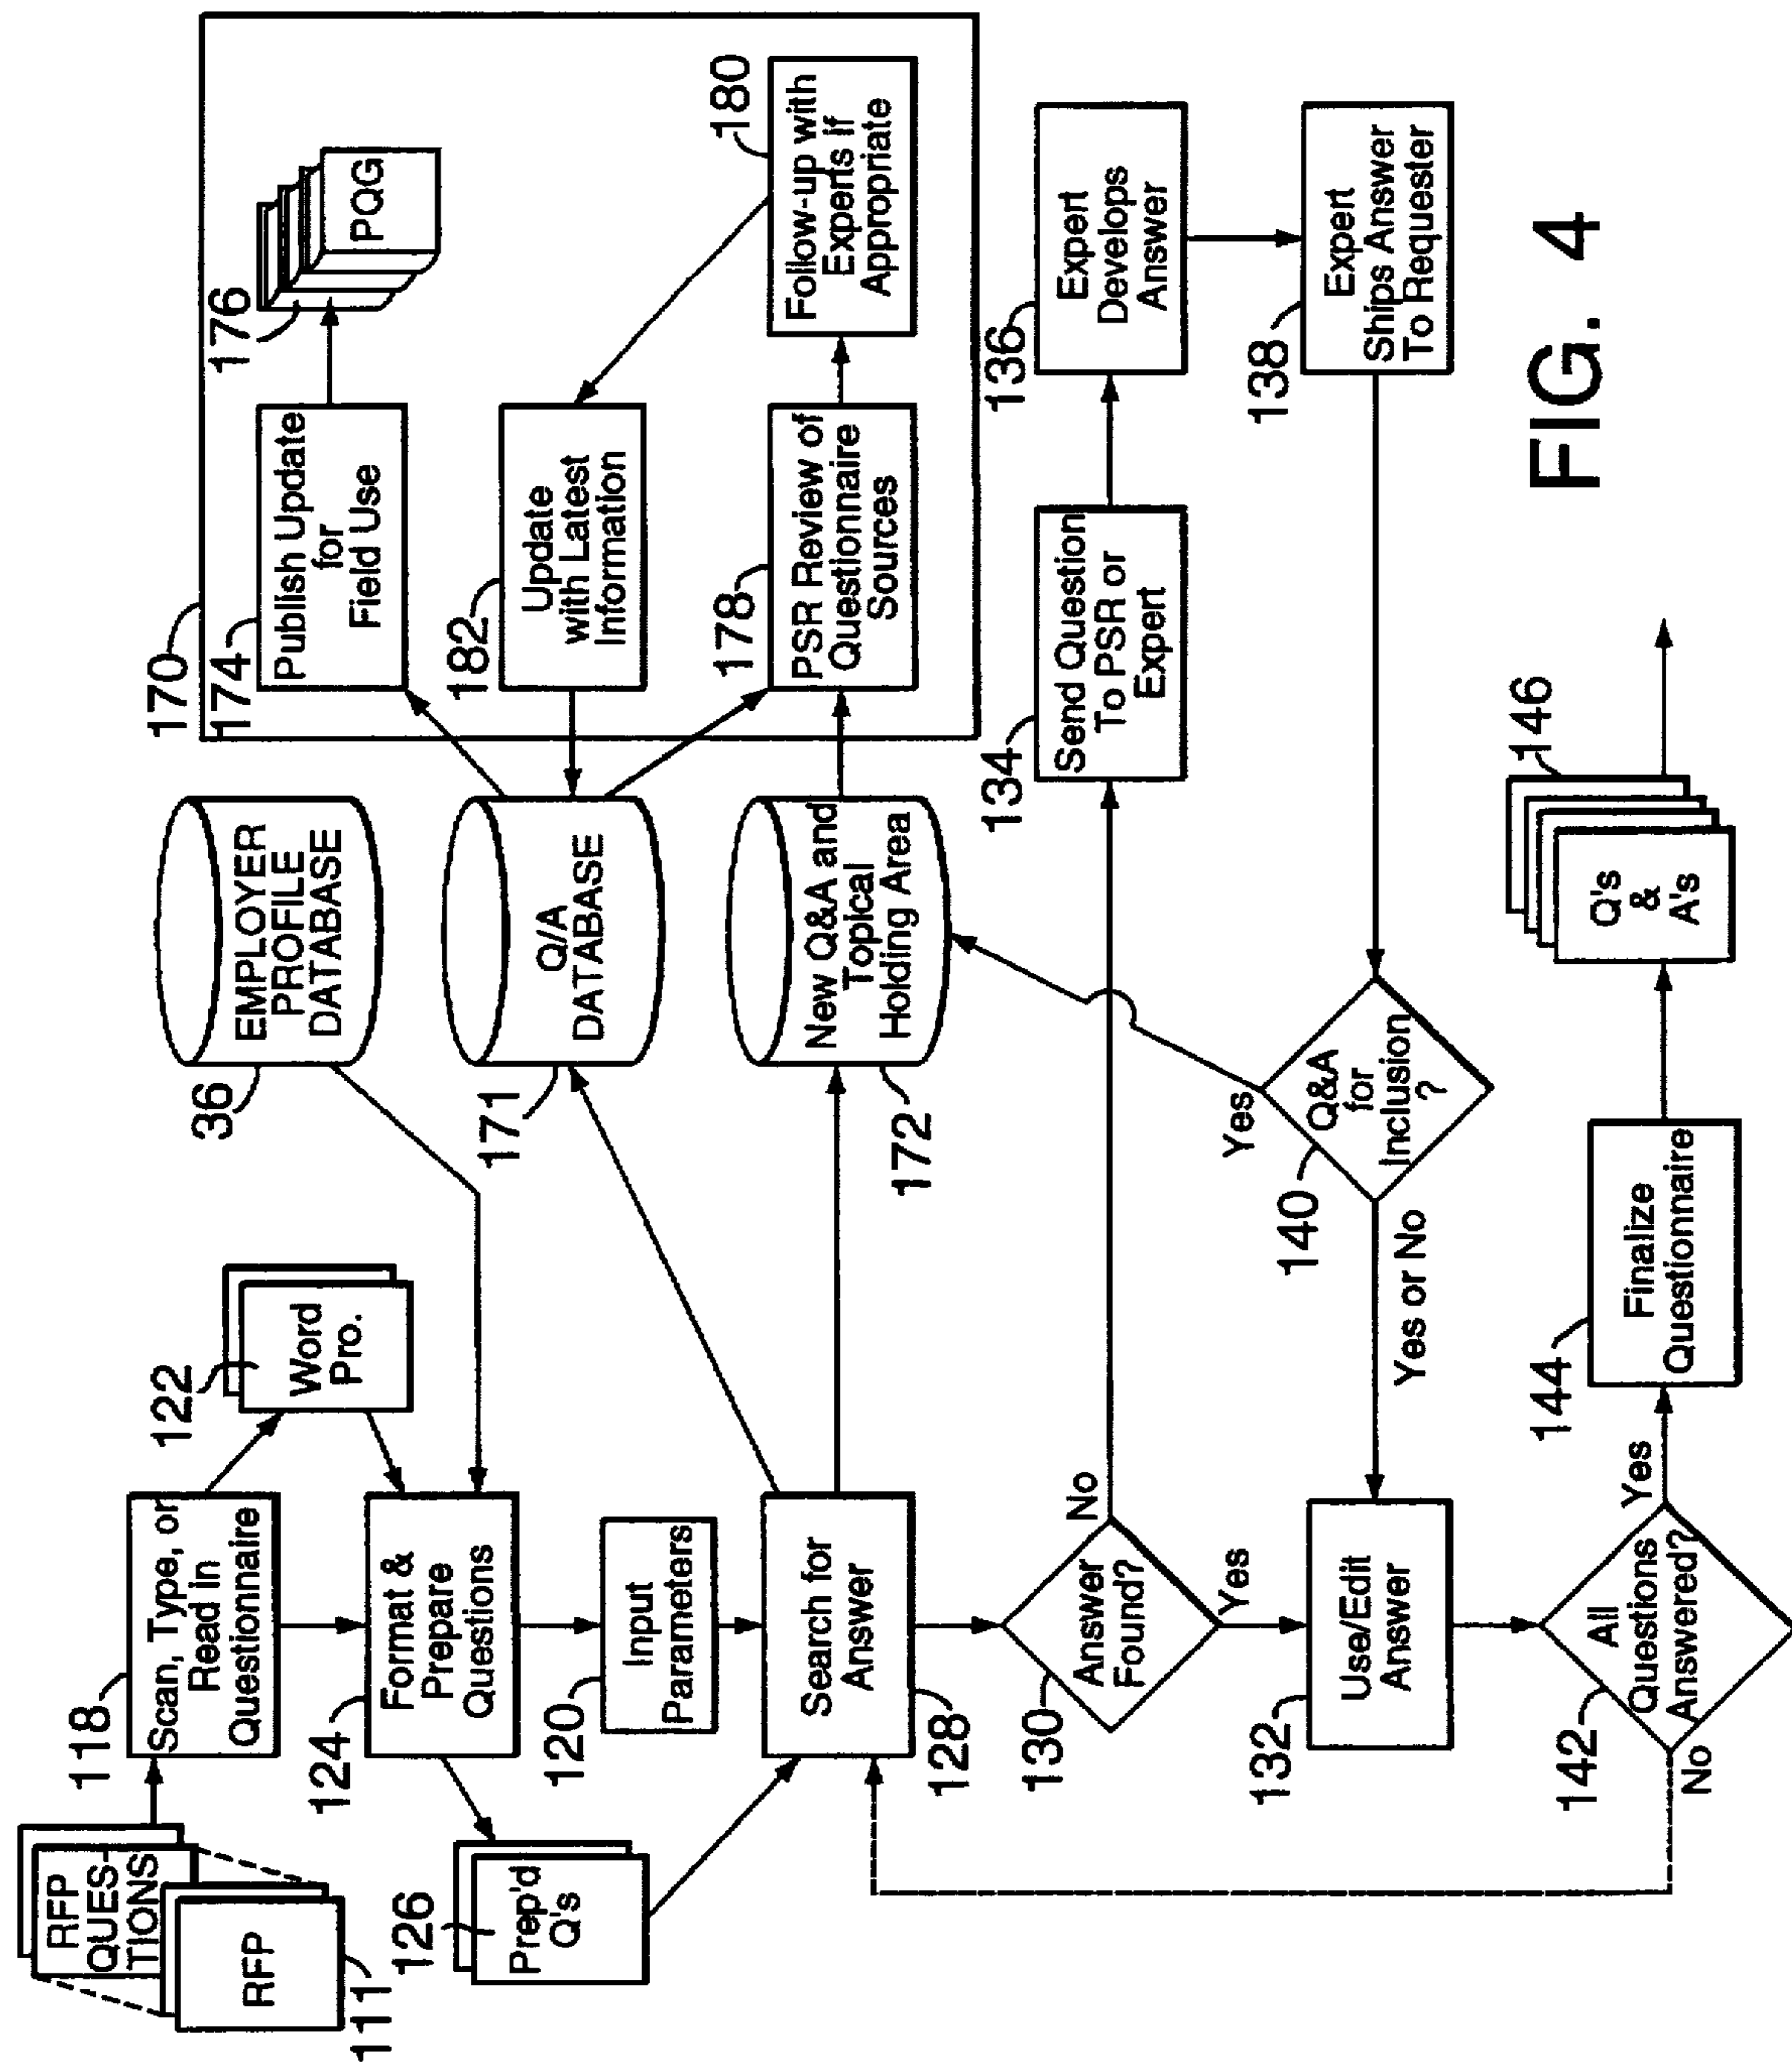 RFP
QUES-
TIONS
RFP
111
118
Scan, Type, or
Read in
Questionnaire
122
Word
Pro.
124
Format &
Prepare
Questions
126
Prep'd
Q's
120
Input
Parameters
128
Search for
Answer
130
Answer
Found?
No
Yes
132
Use/Edit
Answer
142
All
Questions
Answered?
No
Yes
144
Finalize
Questionnaire
146
Q's
&
A's
36
EMPLOYER
PROFILE
DATABASE
171
Q/A
DATABASE
172
New Q&A and
Topical
Holding Area
170
174
Publish Update
for
Field Use
176
PQG
182
Update
with Latest
Information
178
PSR Review of
Questionnaire
Sources
180
Follow-up with
Experts if
Appropriate
134
Send Question
To PSR or
Expert
136
Expert
Develops
Answer
138
Expert
Ships Answer
To Requester
140
Q&A
for
Inclusion
?
Yes
Yes or No
FIG. 4